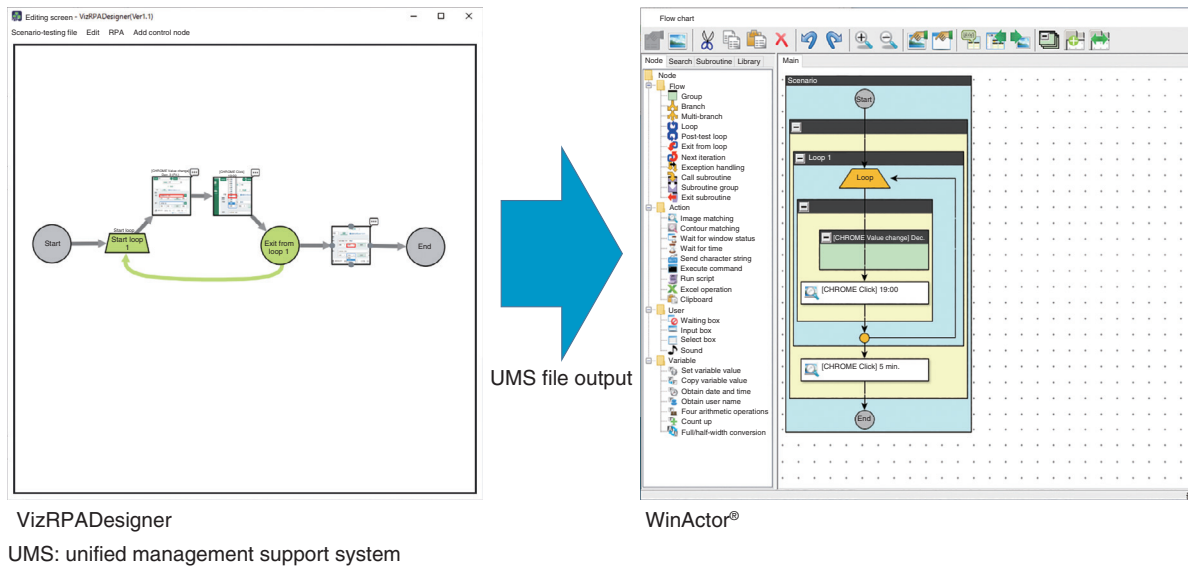 Editing screen - VizRPADesigner(Ver1.1)
Scenario-testing file Edit RPA Add control node
[CHROME Value change]
[CHROME Click]
Start
Start loop
Start loop
1
Exit from
loop 1
End
UMS file output
Flow chart
Node Search Subroutine Library
Main
Node
Flow
Group
Branch
Multi-branch
Loop
Post-test loop
Exit from loop
Next iteration
Exception handling
Call subroutine
Subroutine group
Exit subroutine
Action
Image matching
Contour matching
Wait for window status
Wait for time
Send character string
Execute command
Run script
Excel operation
Clipboard
User
Waiting box
Input box
Select box
Sound
Variable
Set variable value
Copy variable value
Obtain date and time
Obtain user name
Four arithmetic operations
Count up
Full/half-width conversion
Scenario
Start
Loop 1
Loop
[CHROME Value change] Dec.
[CHROME Click] 19:00
[CHROME Click] 5 min.
End
VizRPADesigner
WinActor®
UMS: unified management support system